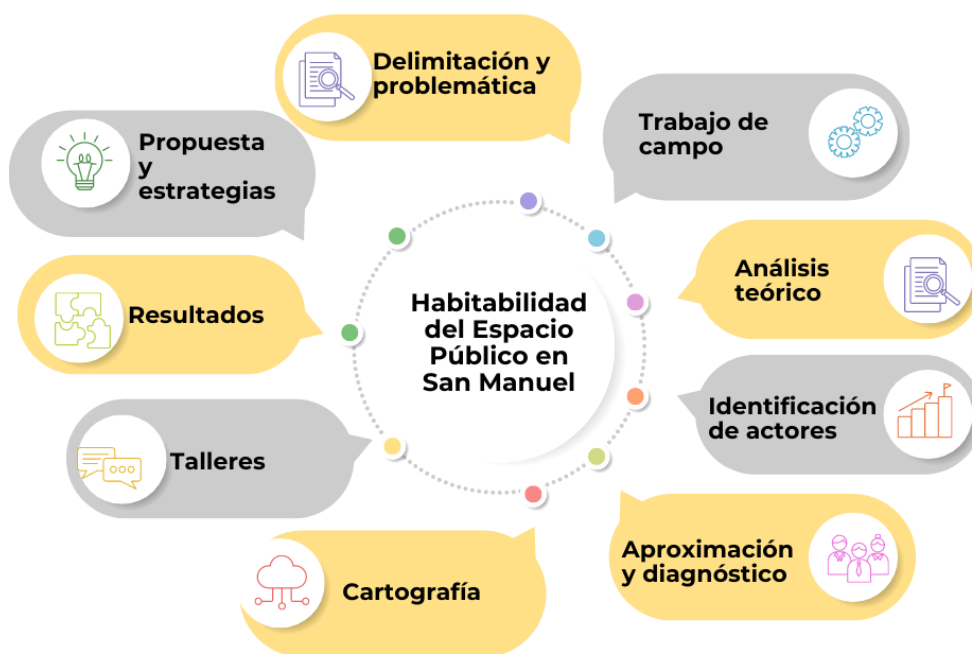 Delimitación y
problemática
Trabajo de
campo
Análisis
teórico
Identificación
de actores
Aproximación
y diagnóstico
Cartografía
Talleres
Resultados
Propuesta
y
estrategias
Habitabilidad
del Espacio
Público en
San Manuel